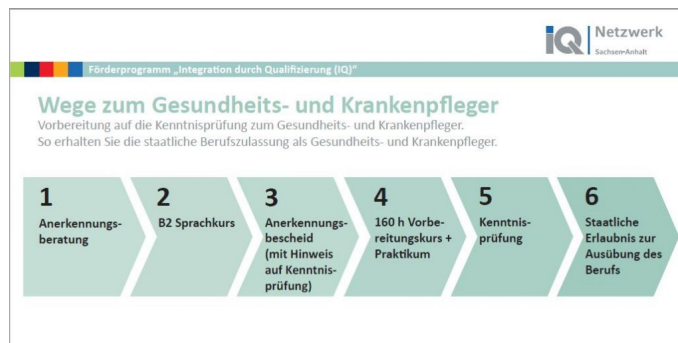 iQ Netzwerk
Sachsen-Anhalt
Förderprogramm „Integration durch Qualifizierung (IQ)“
Wege zum Gesundheits- und Krankenpfleger
Vorbereitung auf die Kenntnisprüfung zum Gesundheits- und Krankenpfleger.
So erhalten Sie die staatliche Berufszulassung als Gesundheits- und Krankenpfleger.
1
Anerkennungs-
beratung
2
B2 Sprachkurs
3
Anerkennungs-
bescheid
(mit Hinweis
auf Kenntnis-
prüfung)
4
160 h Vorbe-
reitungskurs +
Praktikum
5
Kenntnis-
prüfung
6
Staatliche
Erlaubnis zur
Ausübung des
Berufs